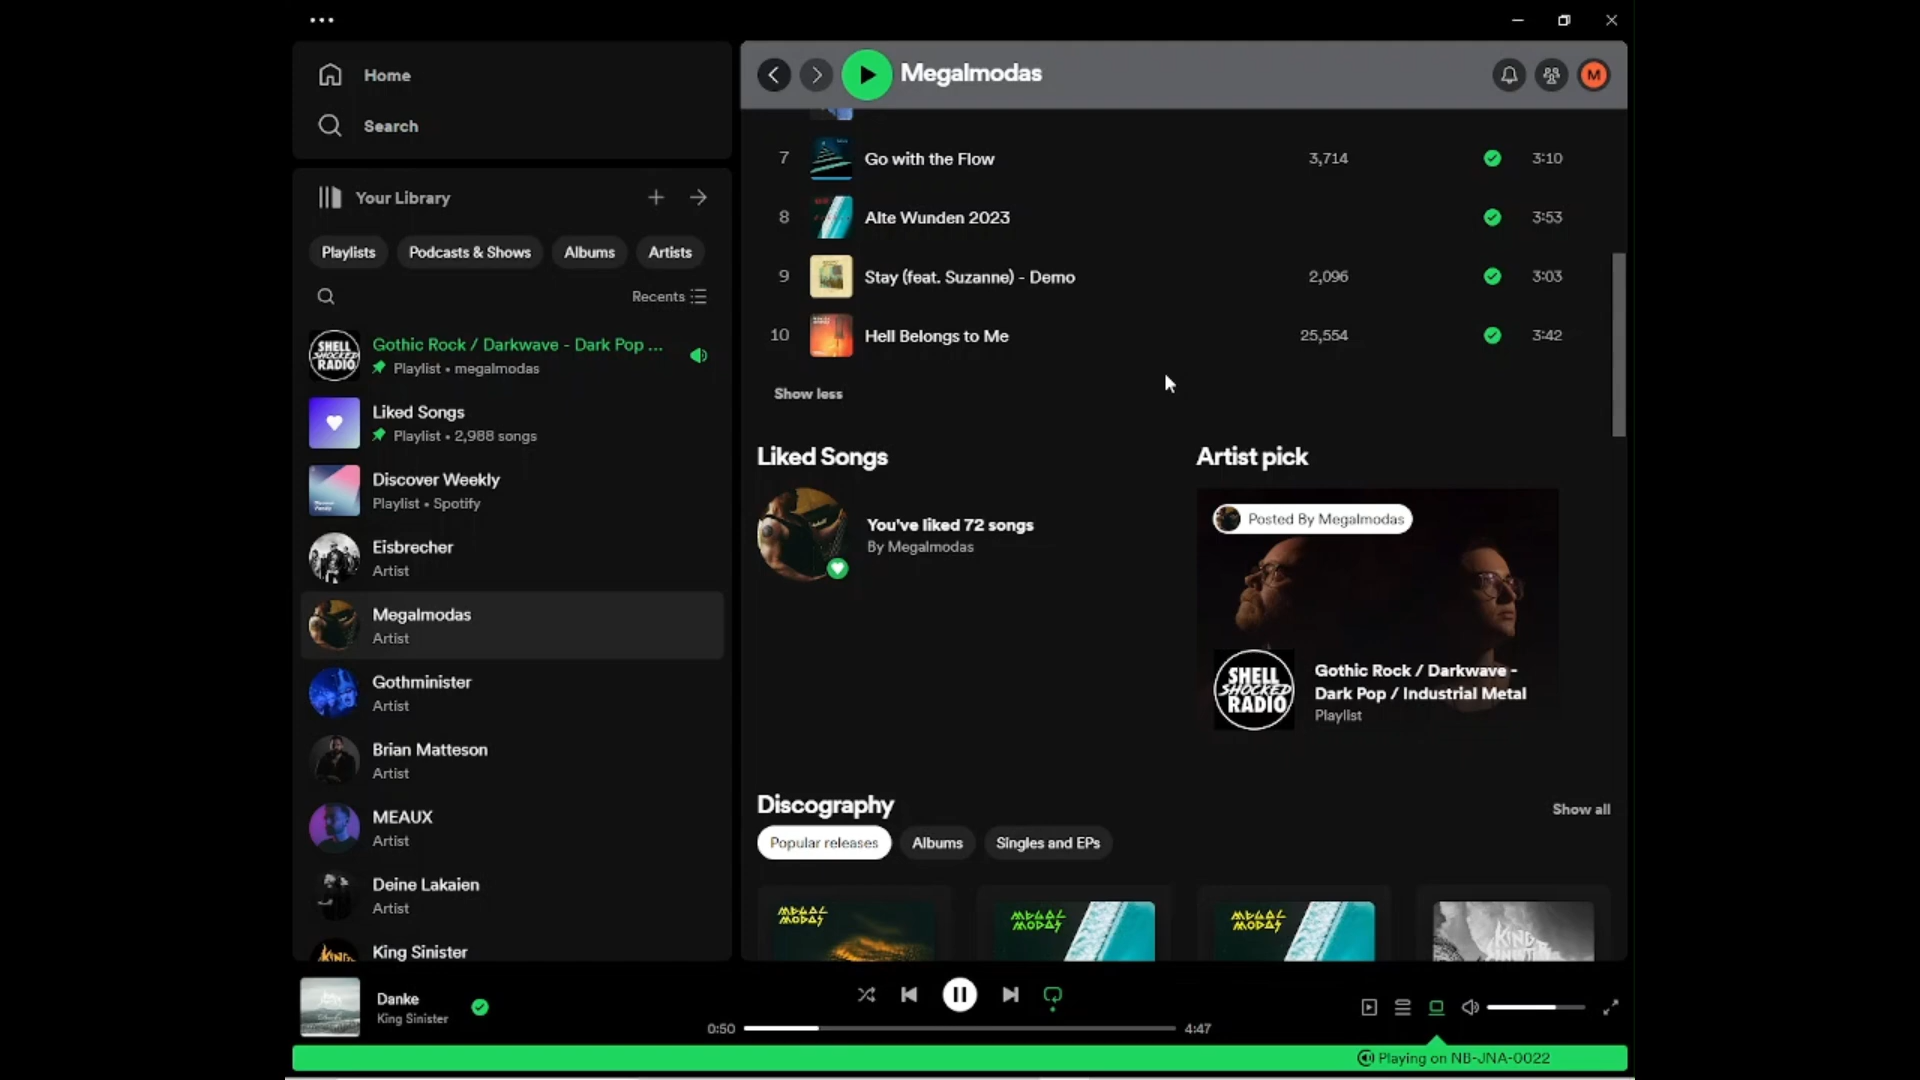 Home
Search
Your Library
Playlists
Podcasts & Shows
Albums
Artists
Recents
SHELL SHOCKED RADIO
Gothic Rock / Darkwave - Dark Pop ...
Playlist • megalmodas
Liked Songs
Playlist • 2,988 songs
Discover Weekly
Playlist • Spotify
Eisbrecher
Artist
Megalmodas
Artist
Gothminister
Artist
Brian Matteson
Artist
MEAUX
Artist
Deine Lakaien
Artist
King Sinister
Megalmodas
M
7 Go with the Flow 3,714 3:10
8 Alte Wunden 2023 3:53
9 Stay (feat. Suzanne) - Demo 2,096 3:03
10 Hell Belongs to Me 25,554 3:42
Show less
Liked Songs
You've liked 72 songs
By Megalmodas
Artist pick
Posted By Megalmodas
SHELL
SHOCKED
RADIO
Gothic Rock / Darkwave -
Dark Pop / Industrial Metal
Playlist
Discography
Show all
Popular releases
Albums
Singles and EPs
KING
Danke
King Sinister
0:50
4:47
Playing on NB-JNA-0022